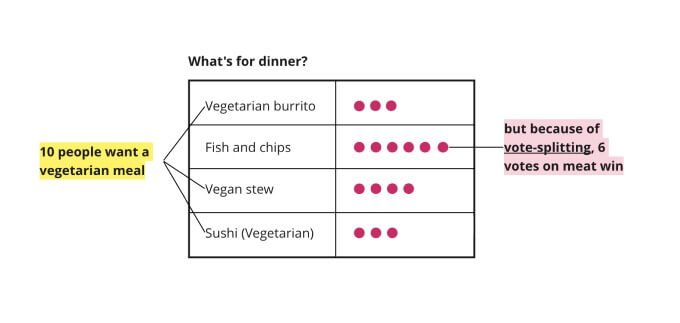 What's for dinner?
Vegetarian burrito
Fish and chips
Vegan stew
Sushi (Vegetarian)
10 people want a
vegetarian meal
but because of
vote-splitting, 6
votes on meat win